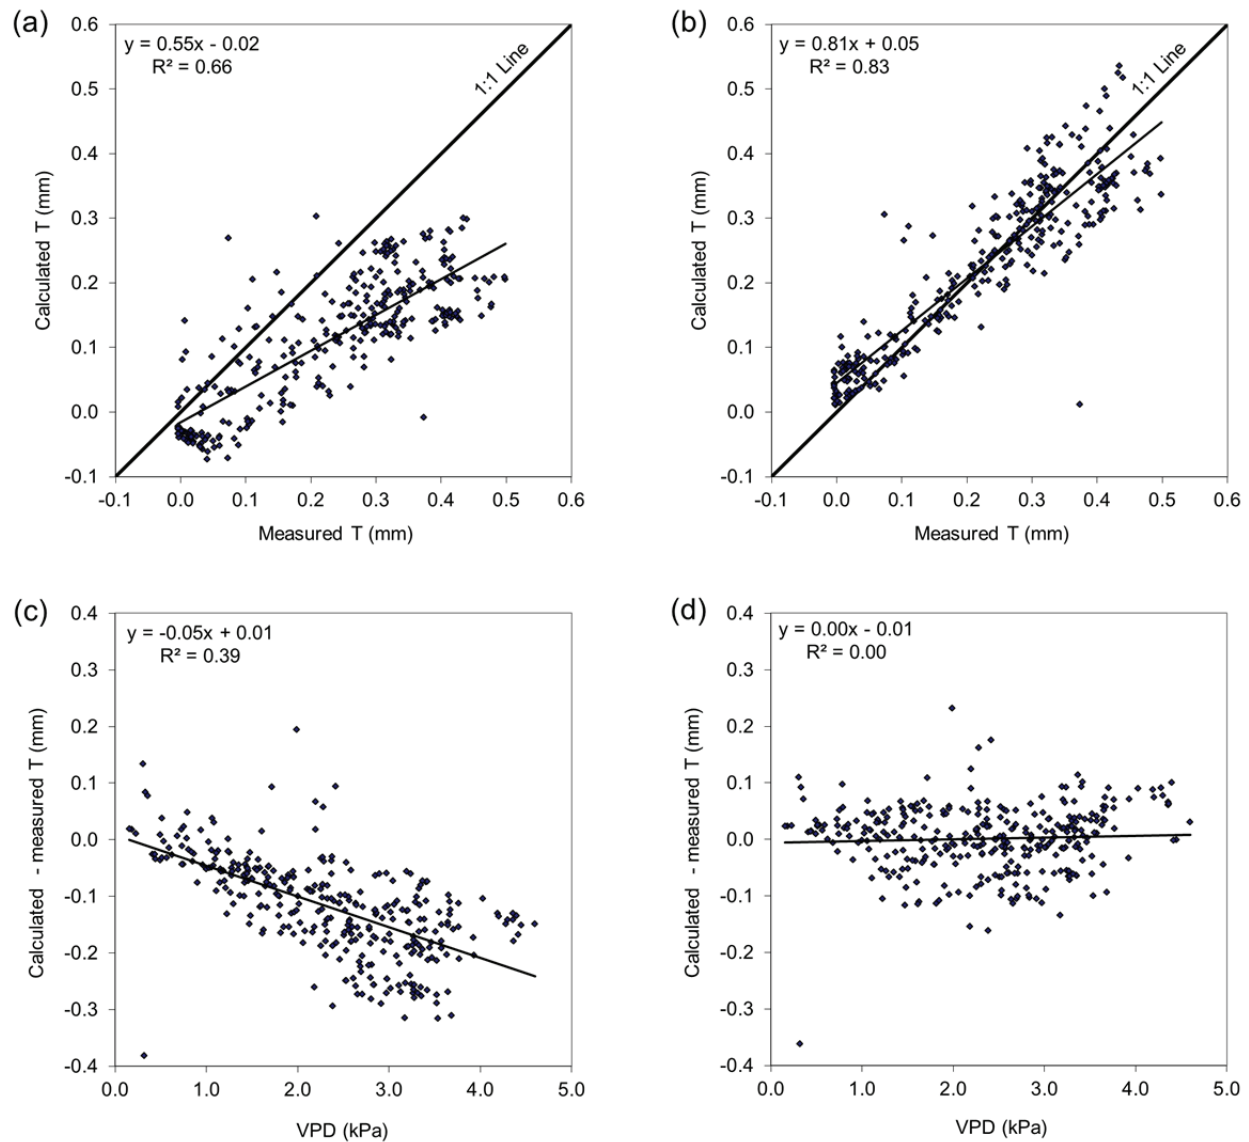 (a)
y = 0.55x - 0.02
R² = 0.66
1:1 Line
0.6
0.5
0.4
0.3
0.2
0.1
0.0
-0.1
Calculated T (mm)
-0.1 0.0 0.1 0.2 0.3 0.4 0.5 0.6
Measured T (mm)
(b)
y = 0.81x + 0.05
R² = 0.83
1:1 Line
0.6
0.5
0.4
0.3
0.2
0.1
0.0
-0.1
Calculated T (mm)
-0.1 0.0 0.1 0.2 0.3 0.4 0.5 0.6
Measured T (mm)
(c)
y = -0.05x + 0.01
R² = 0.39
0.4
0.3
0.2
0.1
0.0
-0.1
-0.2
-0.3
-0.4
Calculated - measured T (mm)
0.0 1.0 2.0 3.0 4.0 5.0
VPD (kPa)
(d)
y = 0.00x - 0.01
R² = 0.00
0.4
0.3
0.2
0.1
0.0
-0.1
-0.2
-0.3
-0.4
Calculated - measured T (mm)
0.0 1.0 2.0 3.0 4.0 5.0
VPD (kPa)